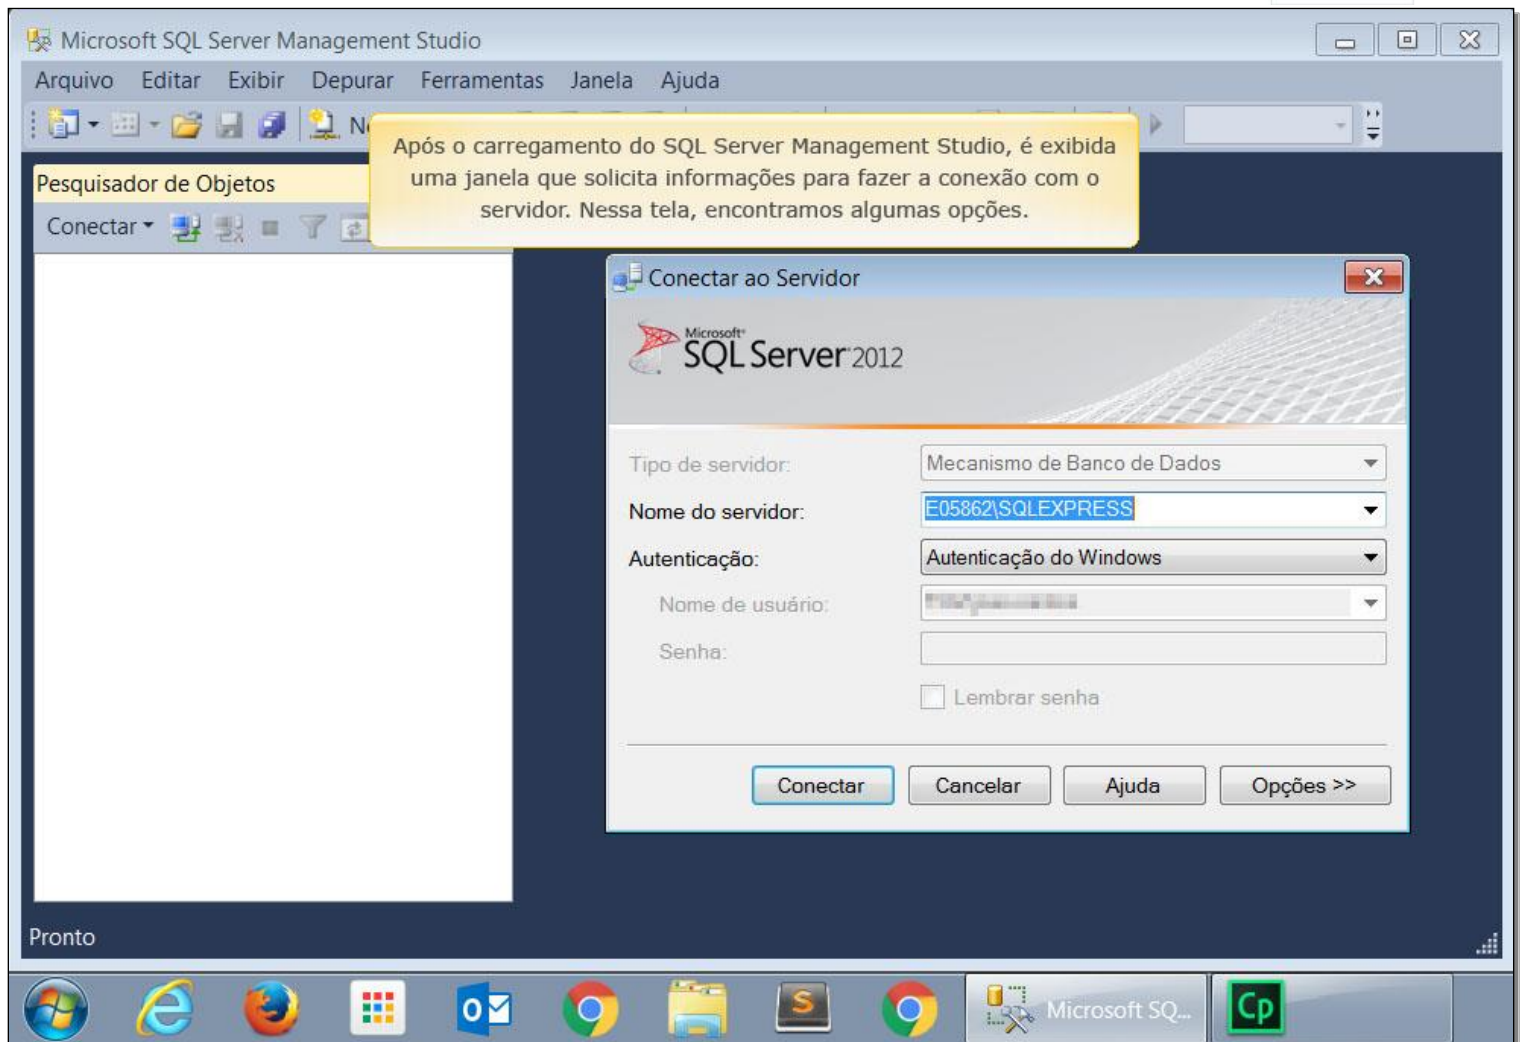 Microsoft SQL Server Management Studio
Arquivo Editar Exibir Depurar Ferramentas Janela Ajuda
Após o carregamento do SQL Server Management Studio, é exibida
uma janela que solicita informações para fazer a conexão com o
servidor. Nessa tela, encontramos algumas opções.
Pesquisador de Objetos
Conectar
Conectar ao Servidor
Microsoft
SQL Server 2012
Tipo de servidor: Mecanismo de Banco de Dados
Nome do servidor: E05862\SQLEXPRESS
Autenticação: Autenticação do Windows
Nome de usuário:
Senha:
Lembrar senha
Conectar Cancelar Ajuda Opções >>
Pronto
Microsoft SQ...
Cp